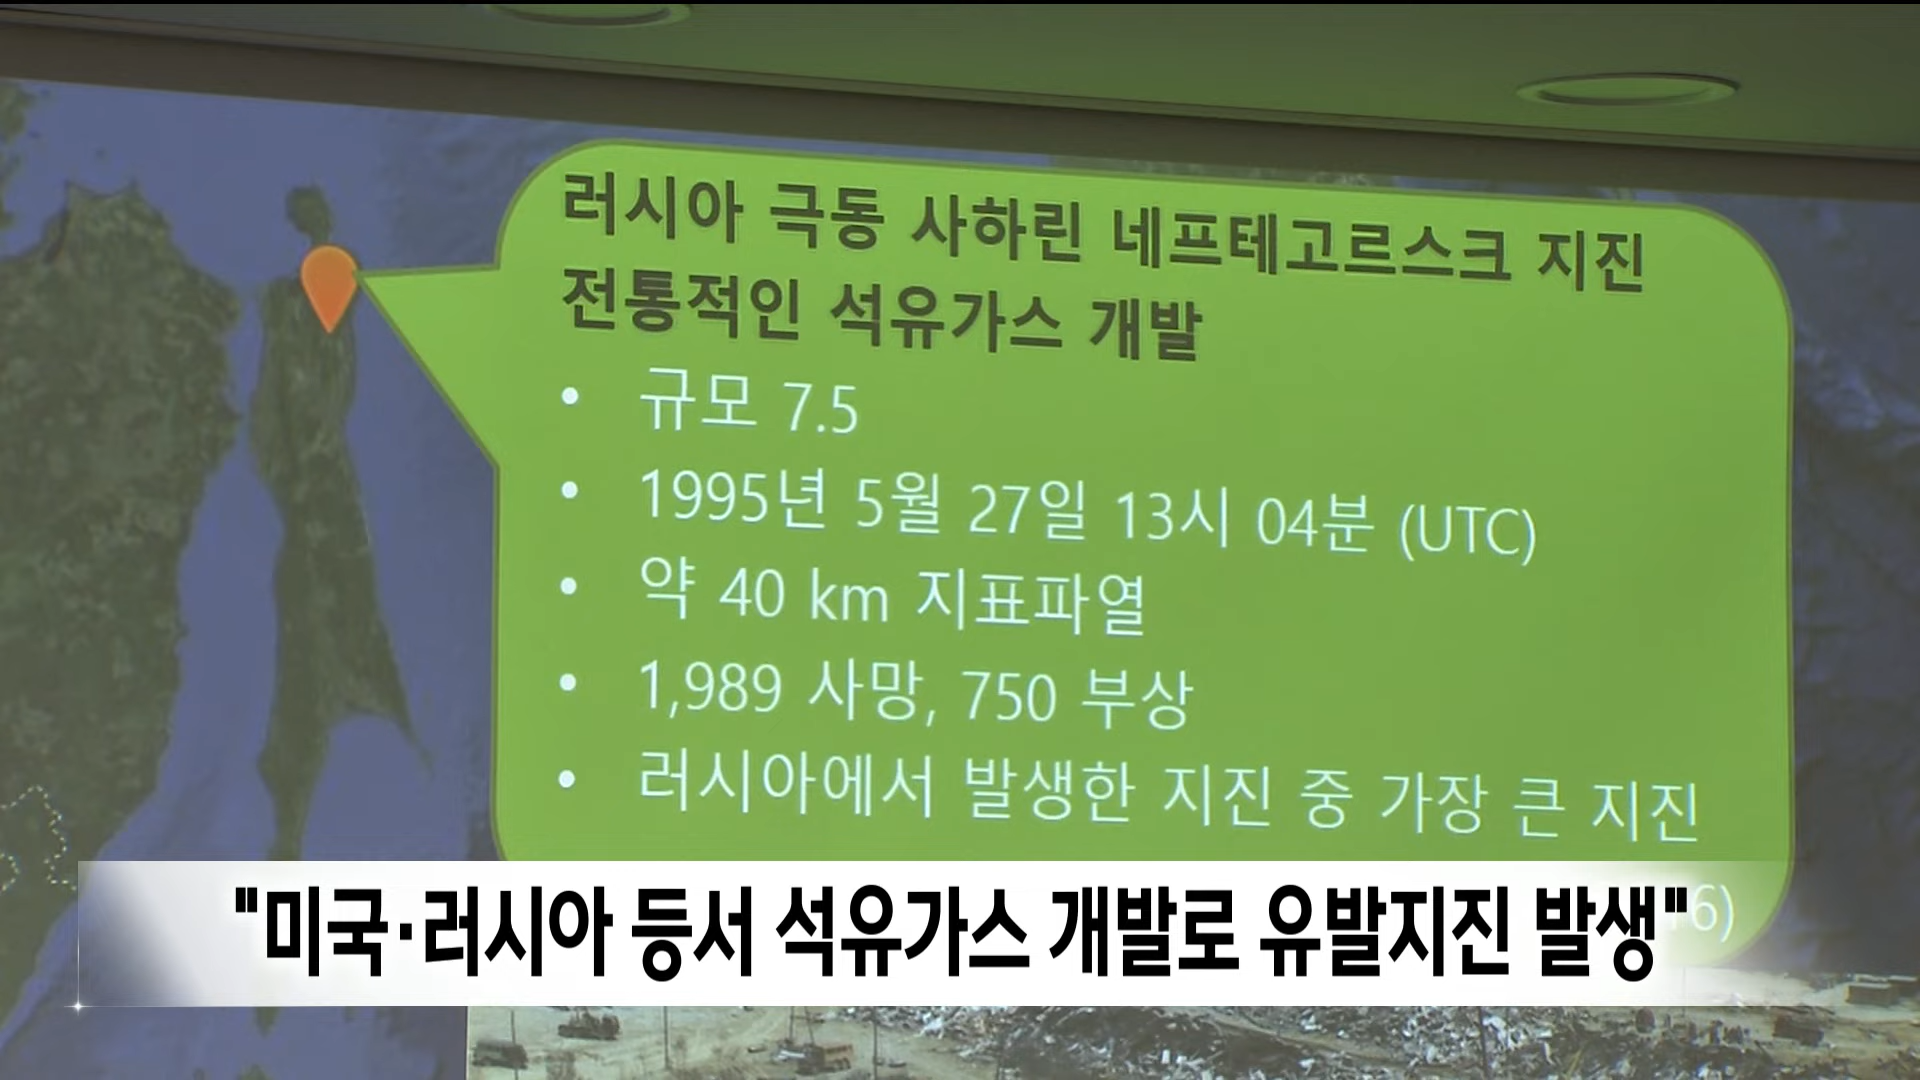 러시아 극동 사하린 네프테고르스크 지진
전통적인 석유가스 개발
• 규모 7.5
• 1995년 5월 27일 13시 04분 (UTC)
• 약 40 km 지표파열
• 1,989 사망, 750 부상
• 러시아에서 발생한 지진 중 가장 큰 지진
"미국·러시아 등서 석유가스 개발로 유발지진 발생"